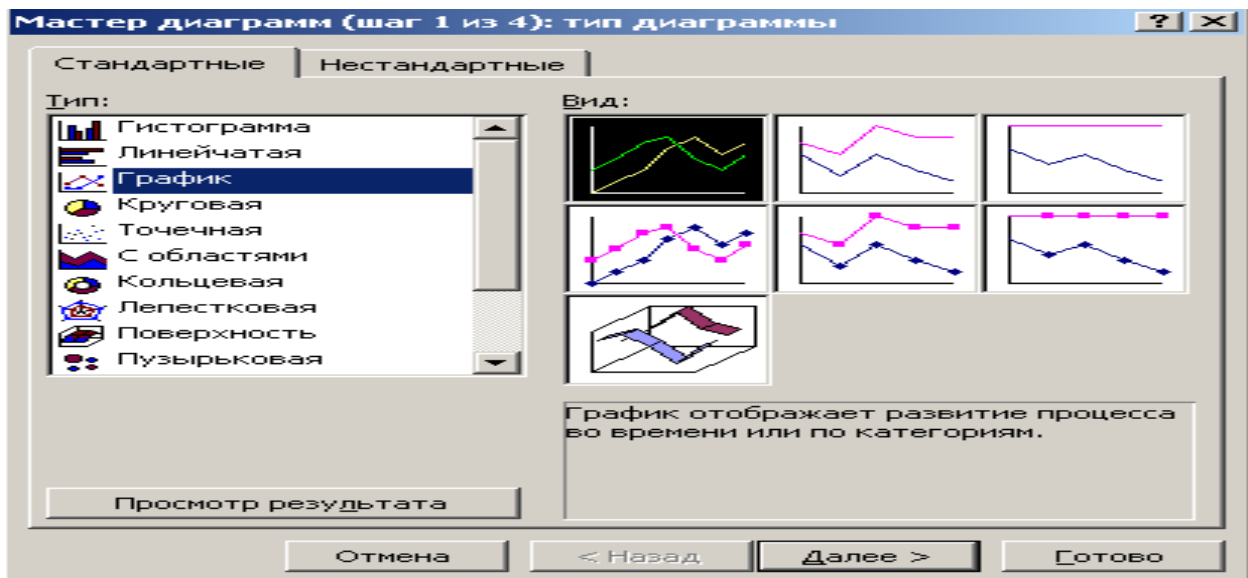 Мастер диаграмм (шаг 1 из 4): тип диаграммы
Стандартные
Нестандартные
Тип:
Гистограмма
Линейчатая
График
Круговая
Точечная
С областями
Кольцевая
Лепестковая
Поверхность
Пузырьковая
Вид:
График отображает развитие процесса
во времени или по категориям.
Просмотр результата
Отмена
< Назад
Далее >
Готово